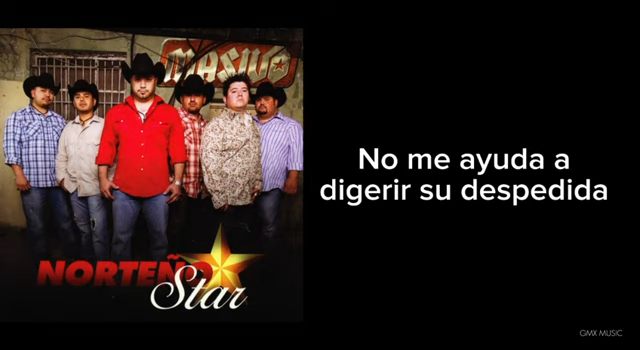 MASIVO
NORTEÑO
Star
No me ayuda a
digerir su despedida
GMX MUSIC